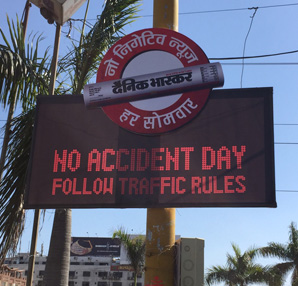 नो निगेटिव न्यूज़
दैनिक भास्कर
हर सोमवार
NO ACCIDENT DAY
FOLLOW TRAFFIC RULES